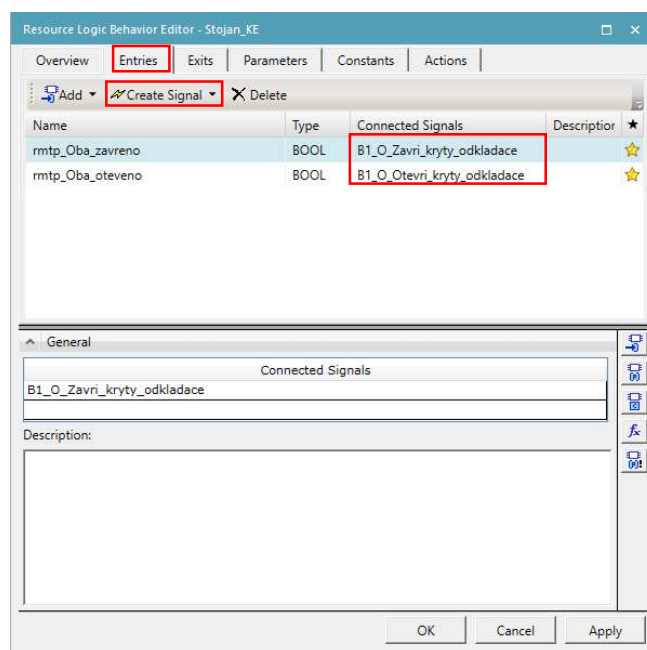 Resource Logic Behavior Editor - Stojan_KE
Overview Entries Exits Parameters Constants Actions
Add Create Signal Delete
Name Type Connected Signals Descriptior
rmtp_Oba_zavreno BOOL B1_O_Zavri_kryty_odkladace
rmtp_Oba_oteveno BOOL B1_O_Otevri_kryty_odkladace
General
Connected Signals
B1_O_Zavri_kryty_odkladace
Description:
OK Cancel Apply